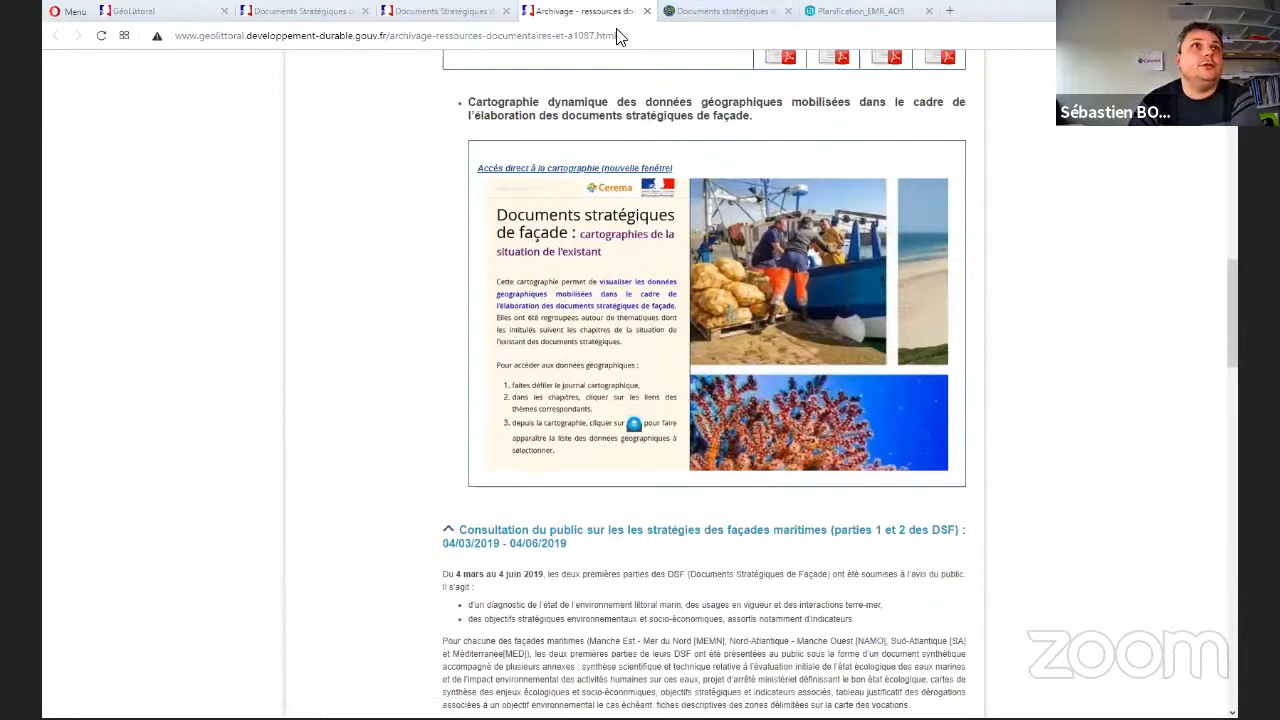 Menu
GéoLittoral
Documents Stratégiques d
Documents Stratégiques de
Archivage - ressources do
Documents stratégiques d
Planification_EMR_AO5
www.geolittoral.developpement-durable.gouv.fr/archivage-ressources-documentaires-et-a1087.html
Cerema
Sébastien BO...
• Cartographie dynamique des données géographiques mobilisées dans le cadre de
l'élaboration des documents stratégiques de façade.
Accès direct à la cartographie (nouvelle fenêtre)
Cerema
Documents stratégiques
de façade : cartographies de la
situation de l'existant
Cette cartographie permet de visualiser les données
géographiques mobilisées dans le cadre de
l'élaboration des documents stratégiques de façade.
Elles ont été regroupées autour de thématiques dont
les intitulés suivent les chapitres de la situation de
l'existant des documents stratégiques.
Pour accéder aux données géographiques :
1. faites défiler le journal cartographique,
2. dans les chapitres, cliquer sur les liens des
thèmes correspondants.
3. depuis la cartographie, cliquer sur pour faire
apparaître la liste des données géographiques à
sélectionner.
Consultation du public sur les les stratégies des façades maritimes (parties 1 et 2 des DSF) :
04/03/2019 - 04/06/2019
Du 4 mars au 4 juin 2019, les deux premières parties des DSF (Documents Stratégiques de Façade) ont été soumises à l'avis du public.
Il s'agit :
• d'un diagnostic de l'état de l'environnement littoral marin, des usages en vigueur et des interactions terre-mer,
• des objectifs stratégiques environnementaux et socio-économiques, assortis notamment d'indicateurs.
Pour chacune des façades maritimes (Manche Est - Mer du Nord [MEMN], Nord-Atlantique - Manche Ouest [NAMO], Sud-Atlantique [SA]
et Méditerranée[MED]), les deux premières parties de leurs DSF ont été présentées au public sous la forme d'un document synthétique
accompagné de plusieurs annexes : synthèse scientifique et technique relative à l'évaluation initiale de l'état écologique des eaux marines
et de l'impact environnemental des activités humaines sur ces eaux, projet d'arrêté ministériel définissant le bon état écologique, cartes de
synthèse des enjeux écologiques et socio-économiques, objectifs stratégiques et indicateurs associés, tableau justificatif des dérogations
associées à un objectif environnemental le cas échéant, fiches descriptives des zones délimitées sur la carte des vocations.
zoom